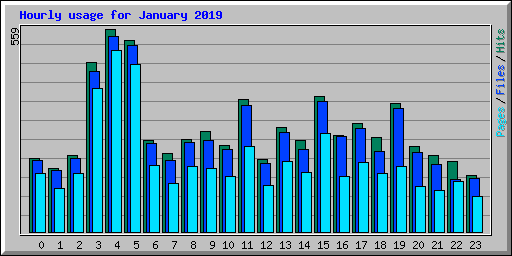 Hourly usage for January 2019
559
Pages/Files/Hits
0 1 2 3 4 5 6 7 8 9 10 11 12 13 14 15 16 17 18 19 20 21 22 23